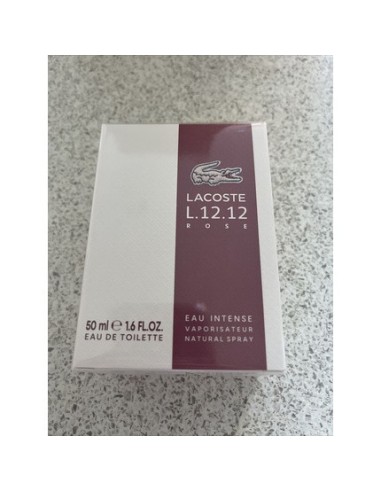 LACOSTE
L.12.12
ROSE
EAU INTENSE
VAPORISATEUR
NATURAL SPRAY
50 ml e 1.6 FL.OZ.
EAU DE TOILETTE